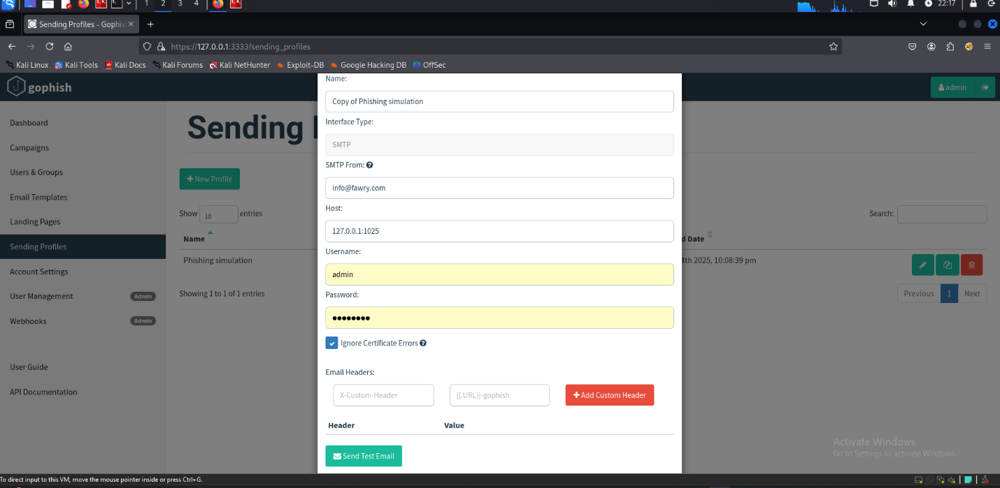 1 2 3 4 22:17
Sending Profiles - Gophis
https://127.0.0.1:3333/sending_profiles
Kali Linux Kali Tools Kali Docs Kali Forums Kali NetHunter Exploit-DB Google Hacking DB OffSec
gophish
admin
Dashboard
Campaigns
Users & Groups
Email Templates
Landing Pages
Sending Profiles
Account Settings
User Management Admin
Webhooks Admin
User Guide
API Documentation
Sending
New Profile
Show 10 entries
Search:
Name
d Date
Phishing simulation
4th 2025, 10:08:39 pm
Showing 1 to 1 of 1 entries
Previous 1 Next
Name:
Copy of Phishing simulation
Interface Type:
SMTP
SMTP From:
info@fawry.com
Host:
127.0.0.1:1025
Username:
admin
Password:
Ignore Certificate Errors
Email Headers:
X-Custom-Header {{.URL}}-gophish Add Custom Header
Header Value
Send Test Email
Activate Windows
Go to Settings to activate Windows.
To direct input to this VM, move the mouse pointer inside or press Ctrl+G.